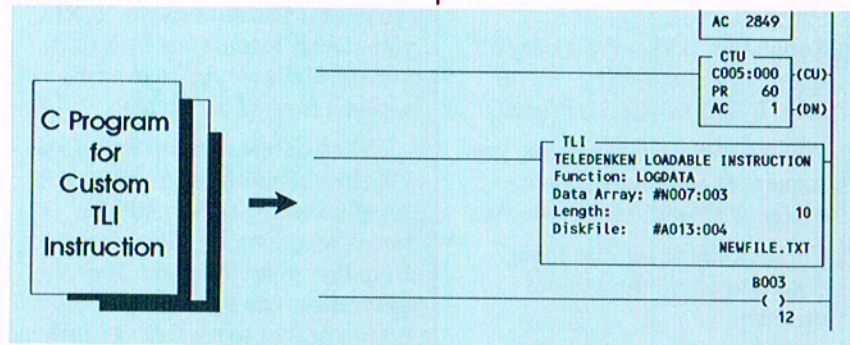 C Program
for
Custom
TLI
Instruction
AC 2849
CTU
C005:000 (CU)
PR 60
AC 1 (DN)
TLI
TELEDENKEN LOADABLE INSTRUCTION
Function: LOGDATA
Data Array: #N007:003
Length: 10
DiskFile: #A013:004
NEWFILE.TXT
B003
( )
12